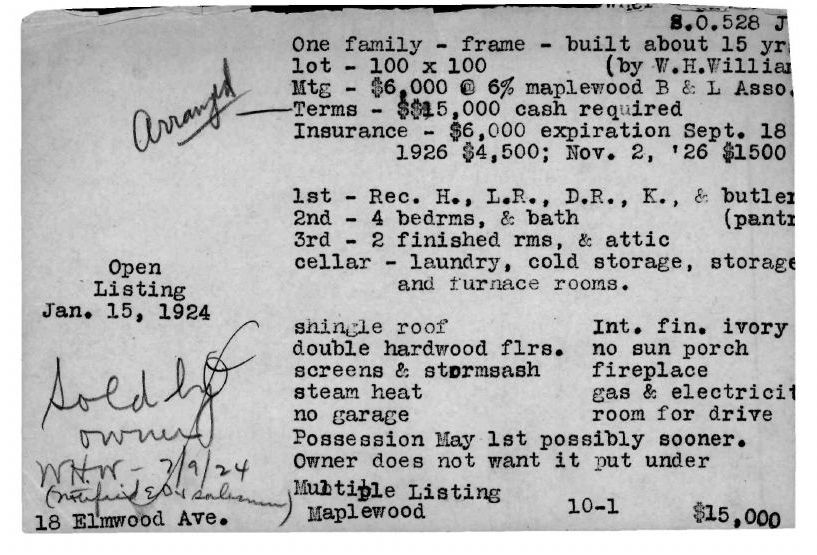 S.O.528 J
One family - frame - built about 15 yr
lot - 100 x 100 (by W.H.William
Mtg - $6,000 @ 6% maplewood B & L Asso.
Arranged
Terms - $$15,000 cash required
Insurance - $6,000 expiration Sept. 18
1926 $4,500; Nov. 2, '26 $1500
1st - Rec. H., L.R., D.R., K., & butler
2nd - 4 bedrms, & bath (pantr
3rd - 2 finished rms, & attic
cellar - laundry, cold storage, storage
and furnace rooms.
Open
Listing
Jan. 15, 1924
shingle roof Int. fin. ivory
double hardwood flrs. no sun porch
screens & stormsash fireplace
steam heat gas & electricit
no garage room for drive
Possession May 1st possibly sooner.
Owner does not want it put under
Multiple Listing
Sold by
owner
W.H.W - 7/9/24
(notified salesmen)
18 Elmwood Ave. Maplewood 10-1 $15,000